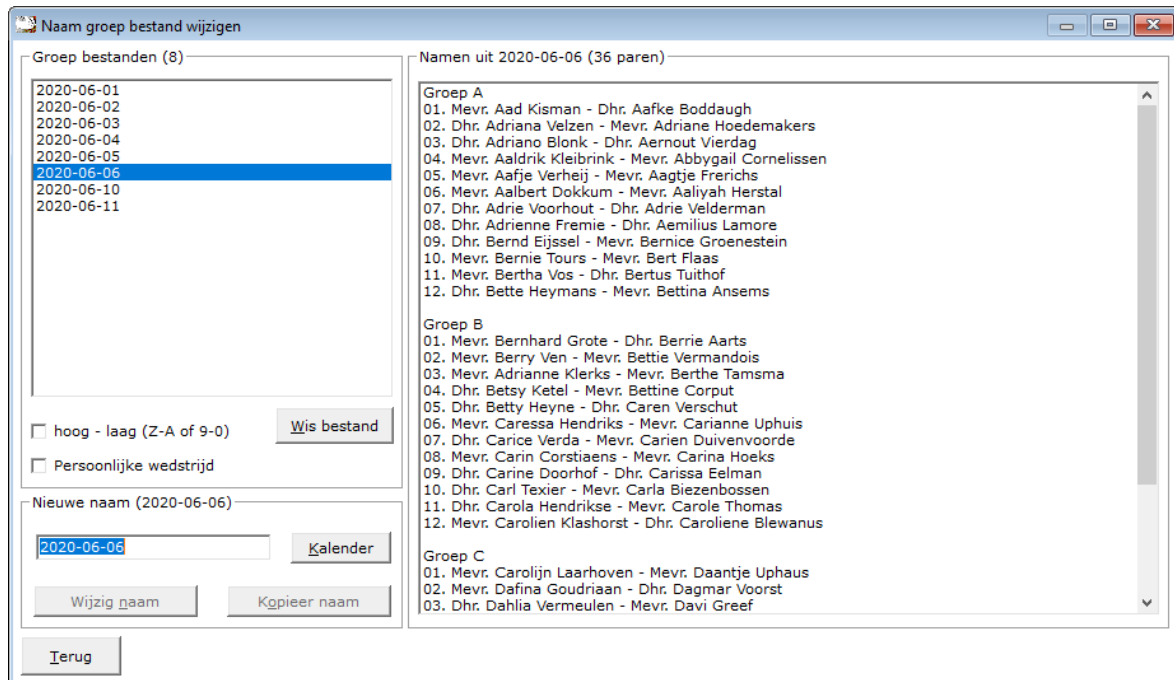 Naam groep bestand wijzigen
Groep bestanden (8)
2020-06-01
2020-06-02
2020-06-03
2020-06-04
2020-06-05
2020-06-06
2020-06-10
2020-06-11
hoog - laag (Z-A of 9-0)
Wis bestand
Persoonlijke wedstrijd
Nieuwe naam (2020-06-06)
2020-06-06
Kalender
Wijzig naam
Kopieer naam
Terug
Namen uit 2020-06-06 (36 paren)
Groep A
01. Mevr. Aad Kisman - Dhr. Aafke Boddaugh
02. Dhr. Adriana Velzen - Mevr. Adriane Hoedemakers
03. Dhr. Adriano Blonk - Dhr. Aernout Vierdag
04. Mevr. Aaldrik Kleibrink - Mevr. Abbygail Cornelissen
05. Mevr. Aafje Verheij - Mevr. Aagtje Frerichs
06. Mevr. Aalbert Dokkum - Mevr. Aaliyah Herstal
07. Dhr. Adrie Voorhout - Dhr. Adrie Velderman
08. Dhr. Adrienne Fremie - Dhr. Aemilius Lamore
09. Dhr. Bernd Eijssel - Mevr. Bernice Groenestein
10. Mevr. Bernie Tours - Mevr. Bert Flaas
11. Mevr. Bertha Vos - Dhr. Bertus Tuithof
12. Dhr. Bette Heymans - Mevr. Bettina Ansems
Groep B
01. Mevr. Bernhard Grote - Dhr. Berrie Aarts
02. Mevr. Berry Ven - Mevr. Bettie Vermandois
03. Mevr. Adrianne Klerks - Mevr. Berthe Tamsma
04. Dhr. Betsy Ketel - Mevr. Bettine Corput
05. Dhr. Betty Heyne - Dhr. Caren Verschut
06. Mevr. Caressa Hendriks - Mevr. Carianne Uphuis
07. Dhr. Carice Verda - Mevr. Carien Duivenvoorde
08. Mevr. Carin Corstiaens - Mevr. Carina Hoeks
09. Dhr. Carine Doorhof - Dhr. Carissa Eelman
10. Dhr. Carl Texier - Mevr. Carla Biezenbossen
11. Dhr. Carola Hendrikse - Mevr. Carole Thomas
12. Mevr. Carolien Klashorst - Dhr. Caroliene Blewanus
Groep C
01. Mevr. Carolijn Laarhoven - Mevr. Daantje Uphaus
02. Mevr. Dafina Goudriaan - Dhr. Dagmar Voorst
03. Dhr. Dahlia Vermeulen - Mevr. Davi Greef